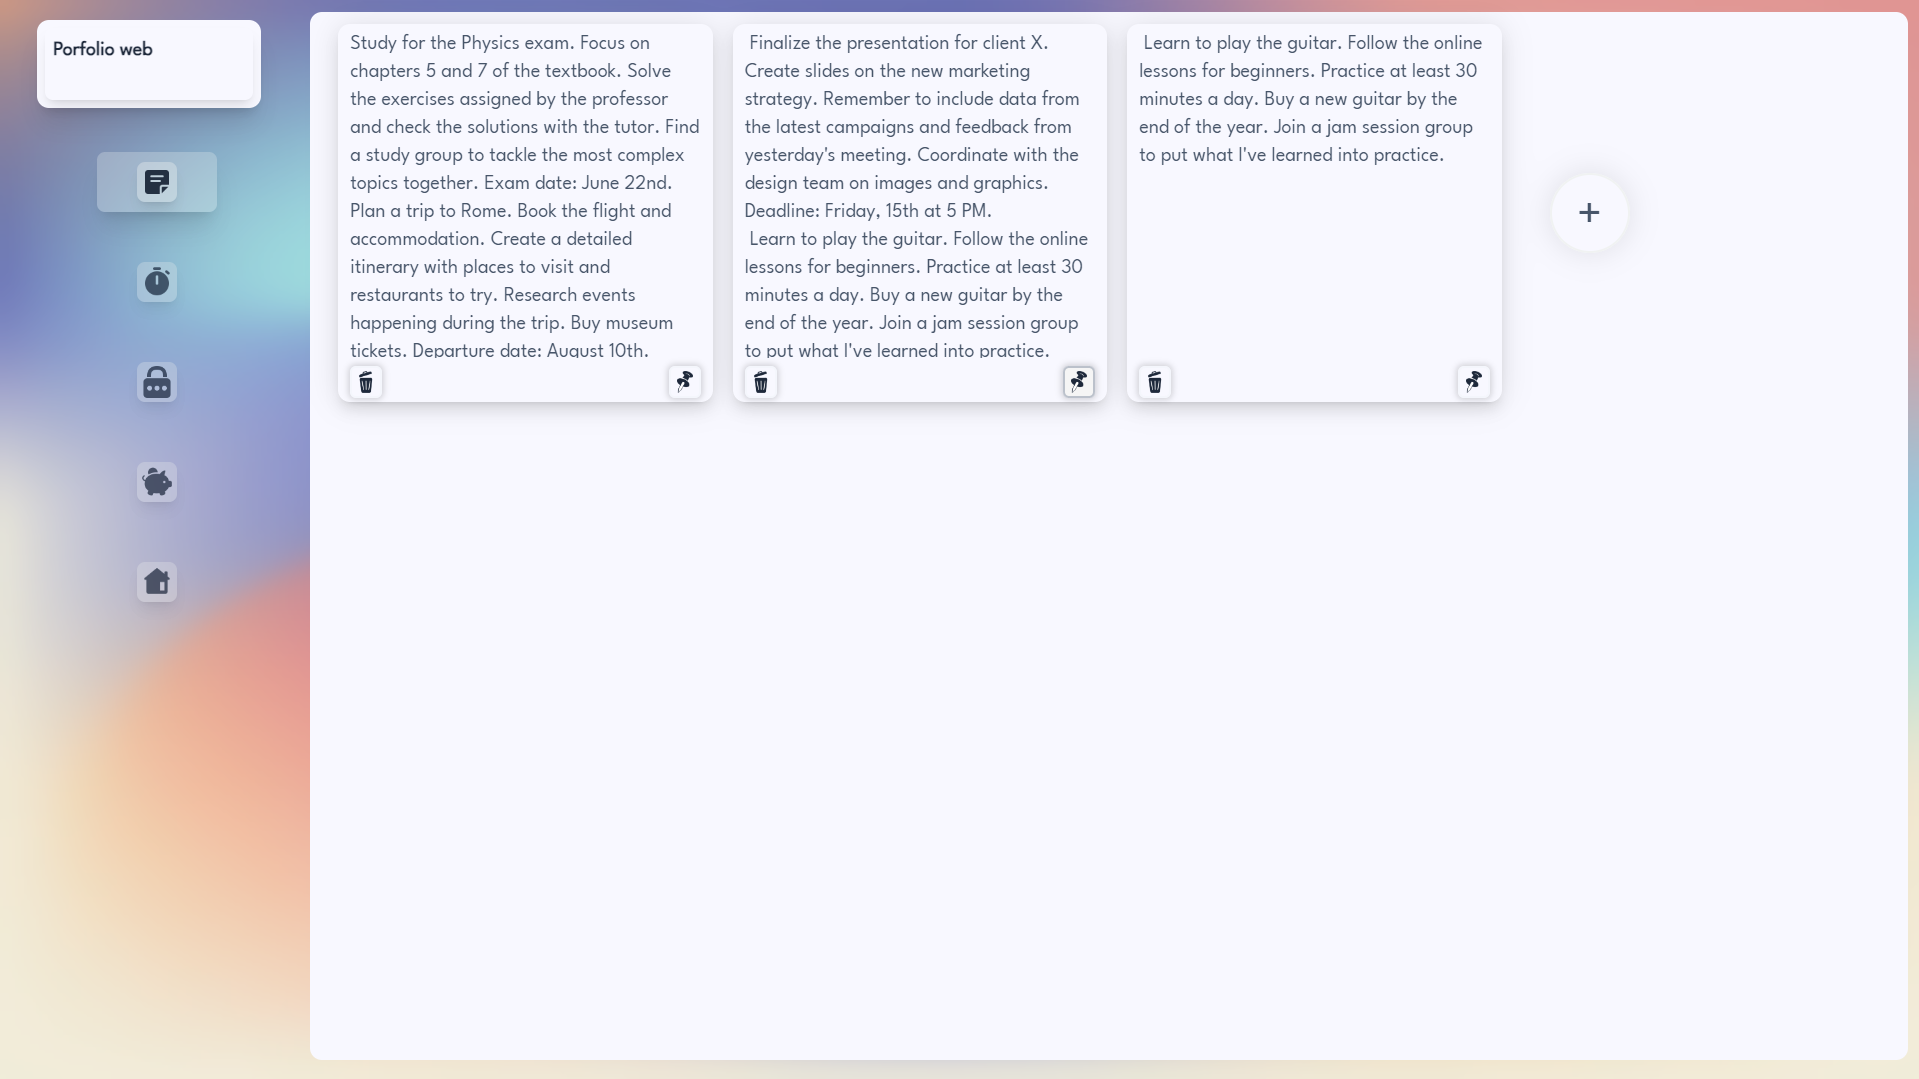 Porfolio web
Study for the Physics exam. Focus on
chapters 5 and 7 of the textbook. Solve
the exercises assigned by the professor
and check the solutions with the tutor. Find
a study group to tackle the most complex
topics together. Exam date: June 22nd.
Plan a trip to Rome. Book the flight and
accommodation. Create a detailed
itinerary with places to visit and
restaurants to try. Research events
happening during the trip. Buy museum
tickets. Departure date: August 10th.
Finalize the presentation for client X.
Create slides on the new marketing
strategy. Remember to include data from
the latest campaigns and feedback from
yesterday's meeting. Coordinate with the
design team on images and graphics.
Deadline: Friday, 15th at 5 PM.
Learn to play the guitar. Follow the online
lessons for beginners. Practice at least 30
minutes a day. Buy a new guitar by the
end of the year. Join a jam session group
to put what I've learned into practice.
Learn to play the guitar. Follow the online
lessons for beginners. Practice at least 30
minutes a day. Buy a new guitar by the
end of the year. Join a jam session group
to put what I've learned into practice.
+